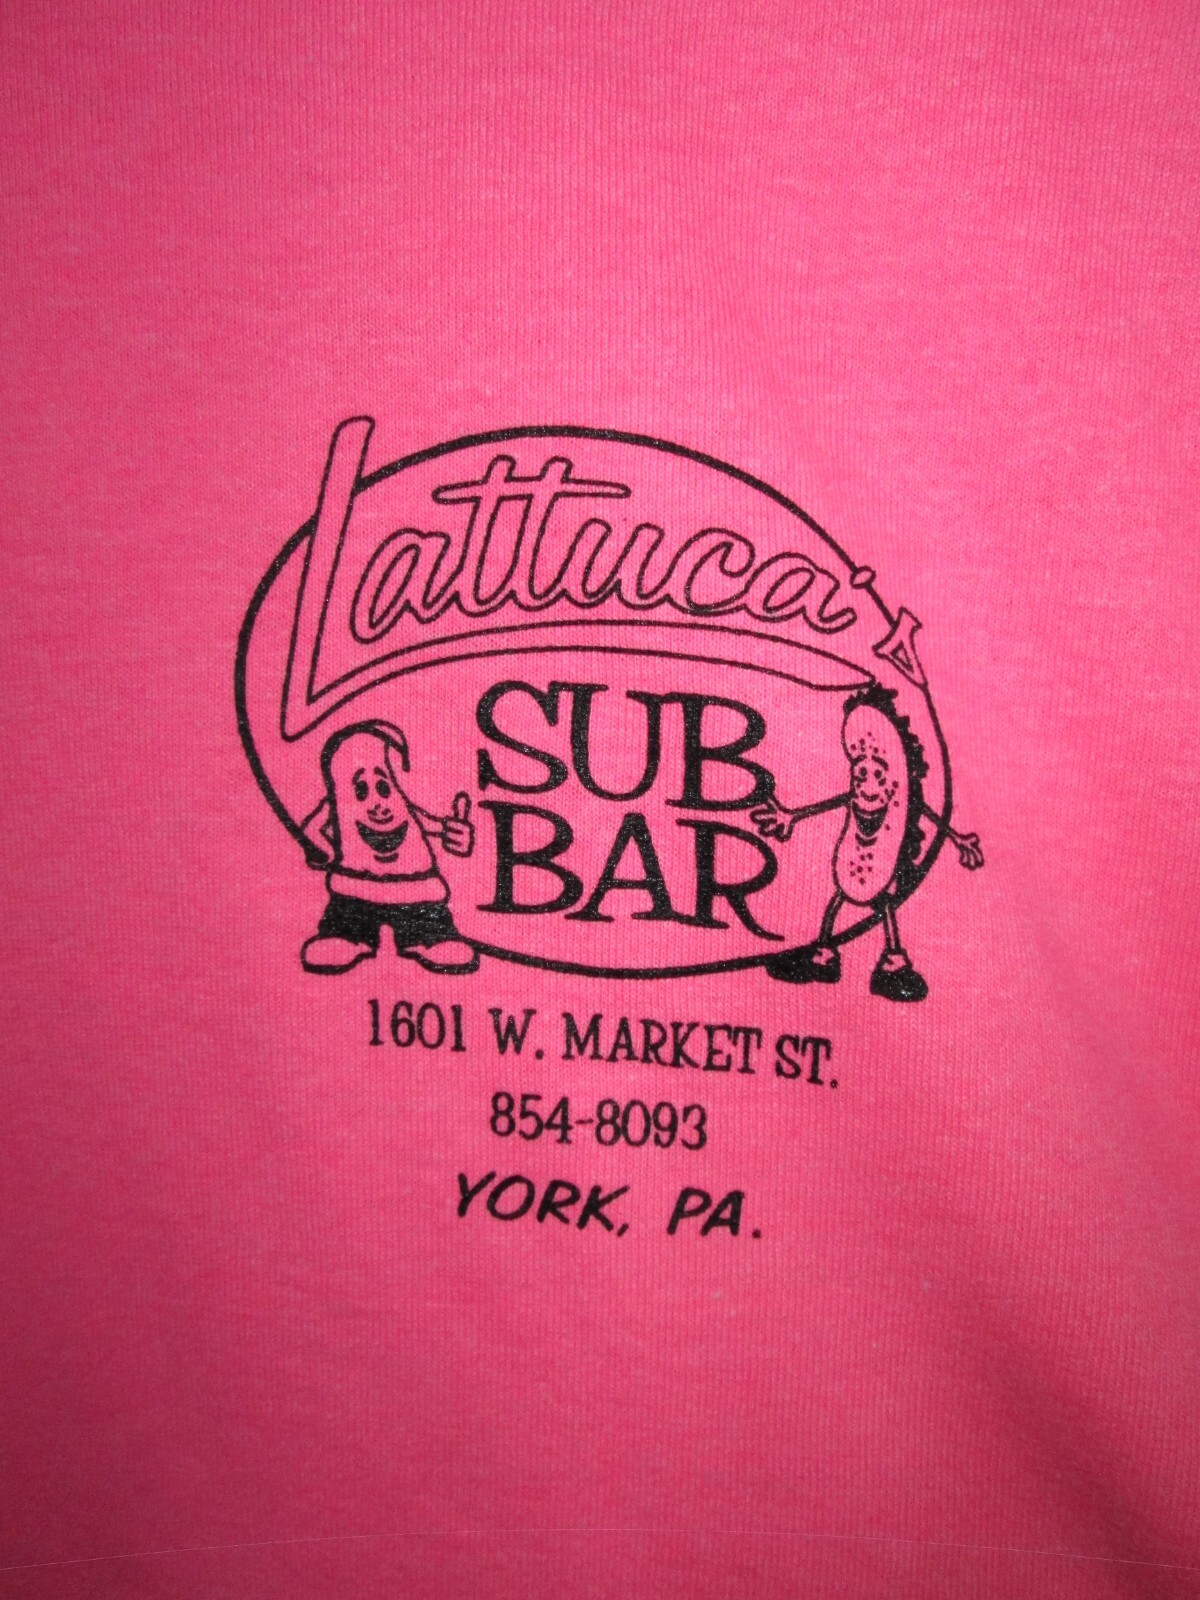 Lattuca's
SUB
BAR
1601 W. MARKET ST.
854-8093
YORK, PA.